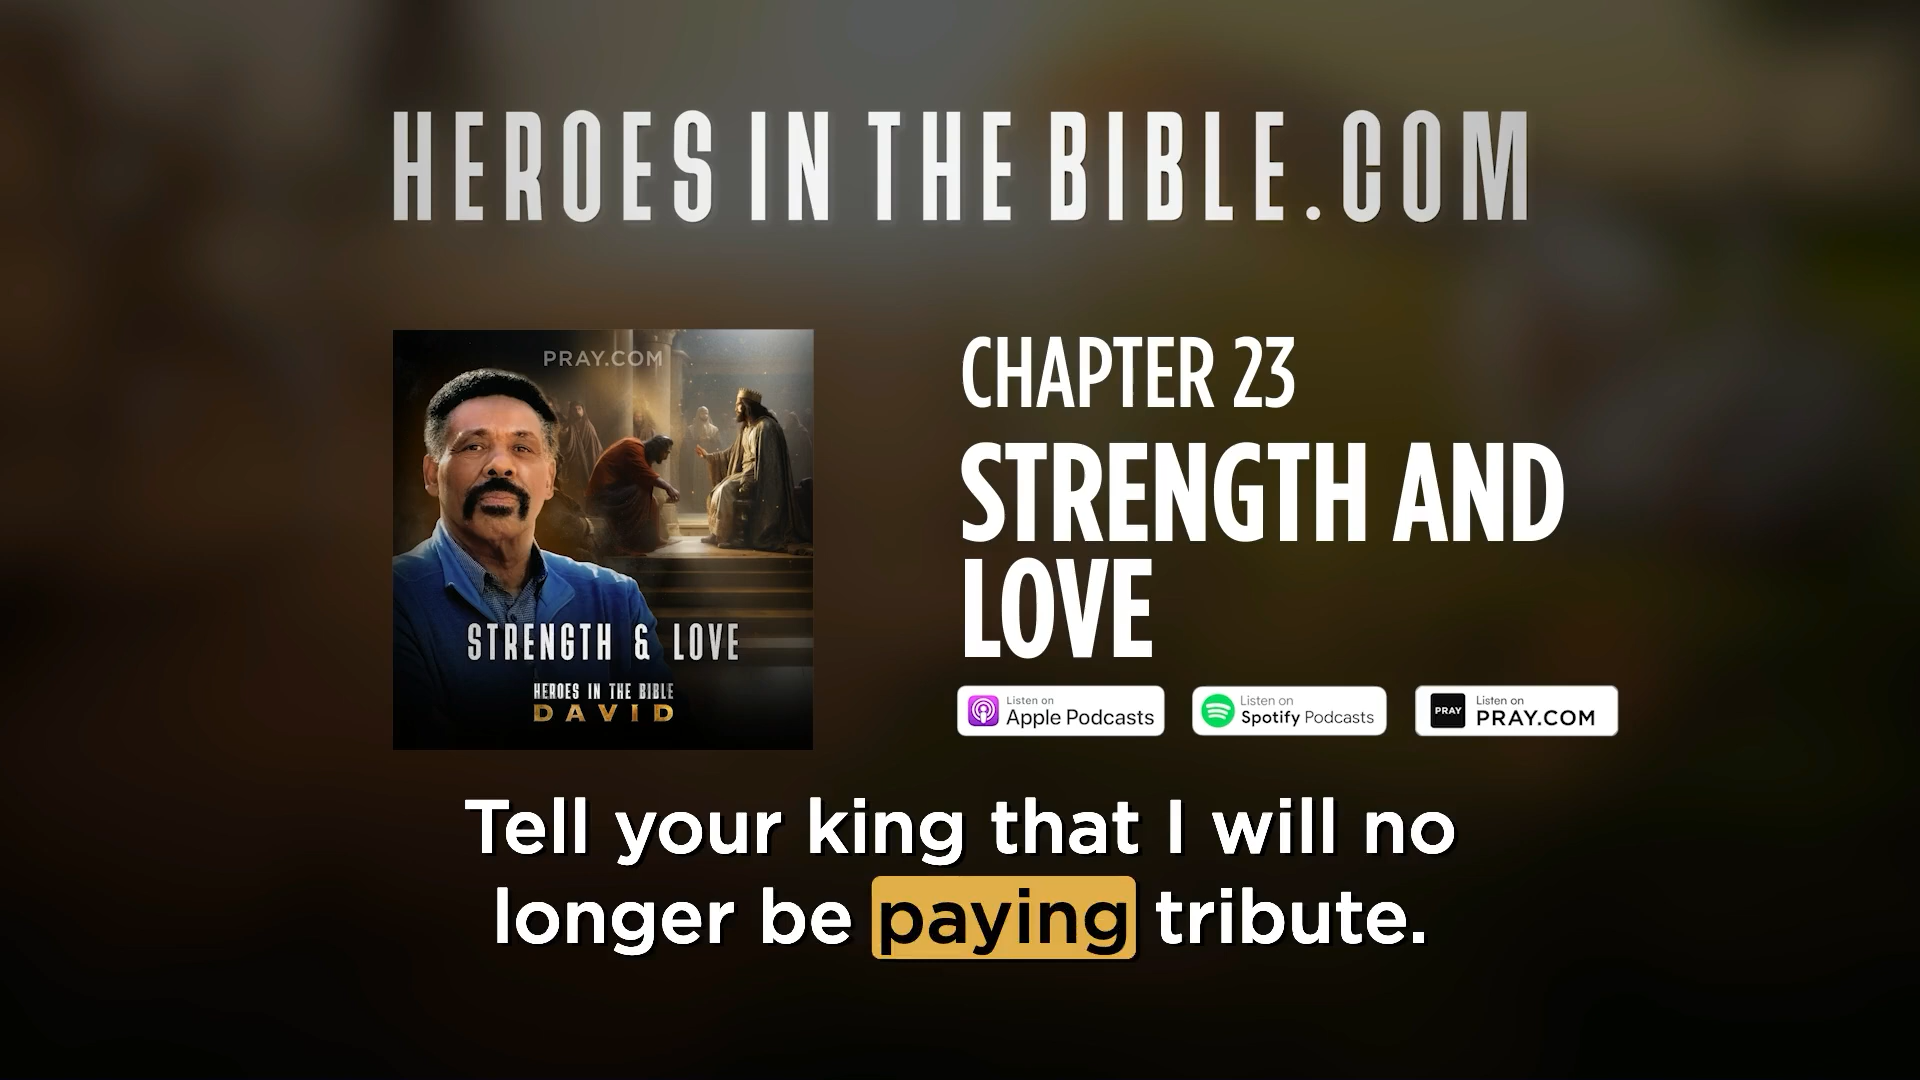 HEROES IN THE BIBLE.COM
PRAY.COM
STRENGTH & LOVE
HEROES IN THE BIBLE
DAVID
CHAPTER 23
STRENGTH AND
LOVE
Listen on
Apple Podcasts
Listen on
Spotify Podcasts
PRAY
Listen on
PRAY.COM
Tell your king that I will no
longer be paying tribute.